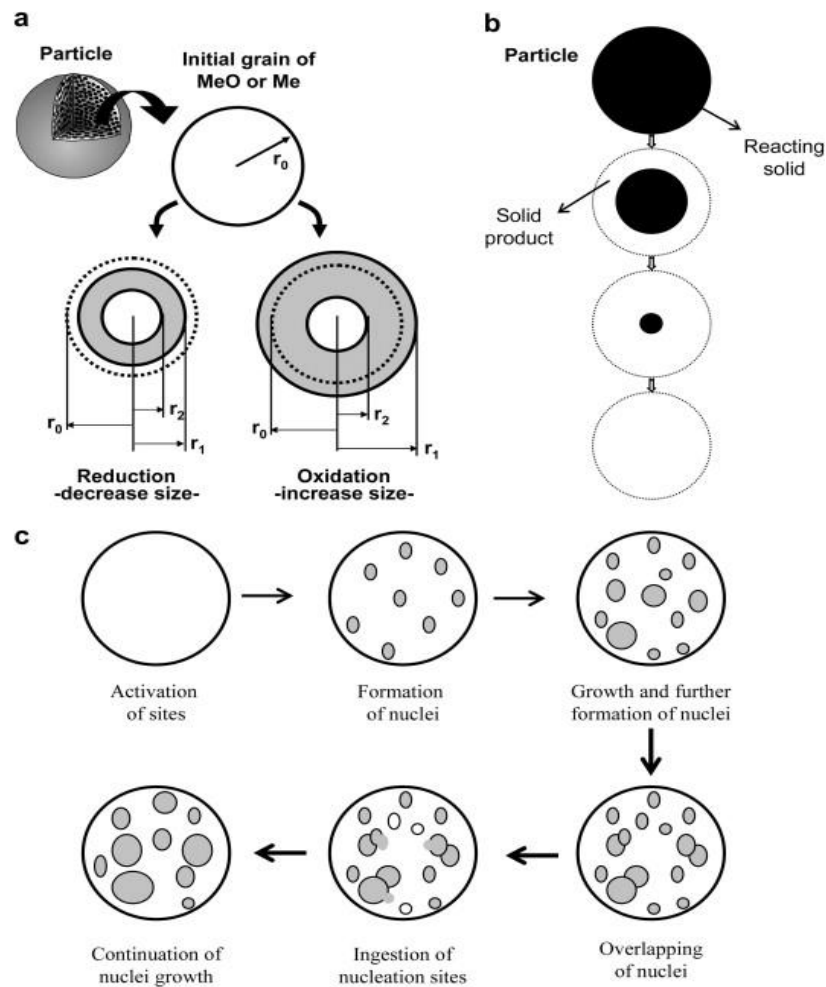 a
Particle
Initial grain of
MeO or Me
r0
r2
r0
r1
Reduction
-decrease size-
r2
r0
r1
Oxidation
-increase size-
b
Particle
Reacting
solid
Solid
product
c
Activation
of sites
Formation
of nuclei
Growth and further
formation of nuclei
Continuation of
nuclei growth
Ingestion of
nucleation sites
Overlapping
of nuclei